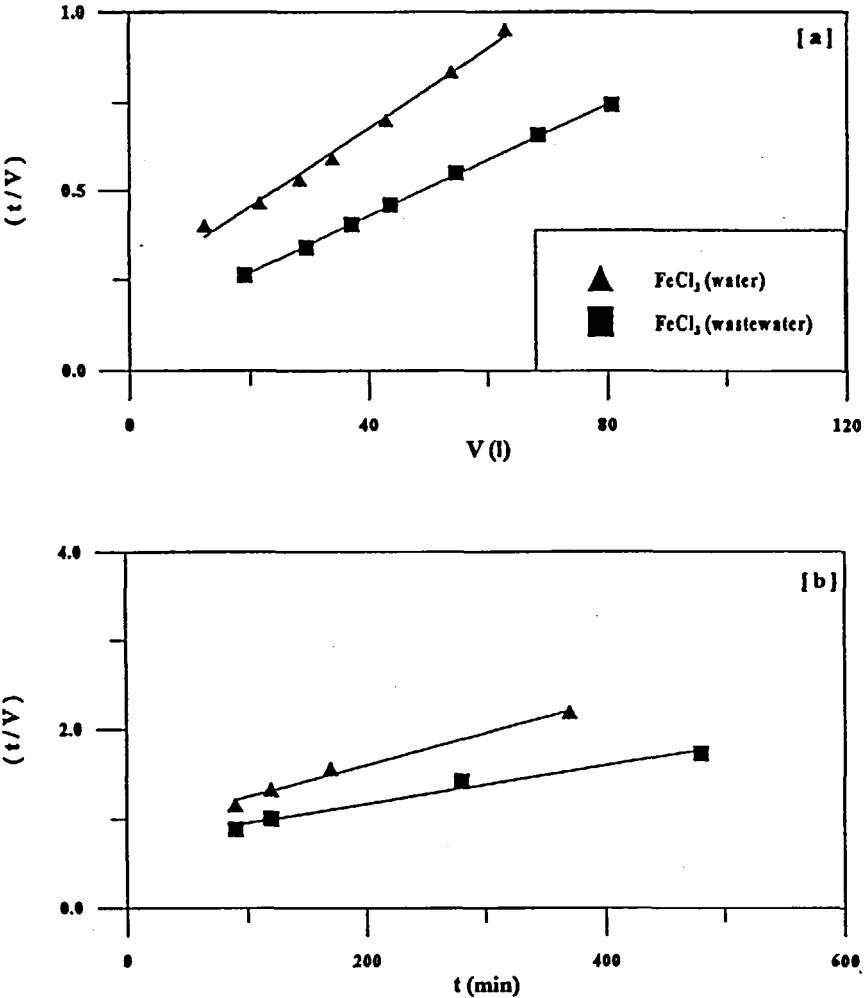 1.0
[ a ]
( t / V )
0.5
FeCl₃ (water)
FeCl₃ (wastewater)
0.0
0 40 80 120
V (l)
4.0
[ b ]
( t / V )
2.0
0.0
0 200 400 600
t (min)